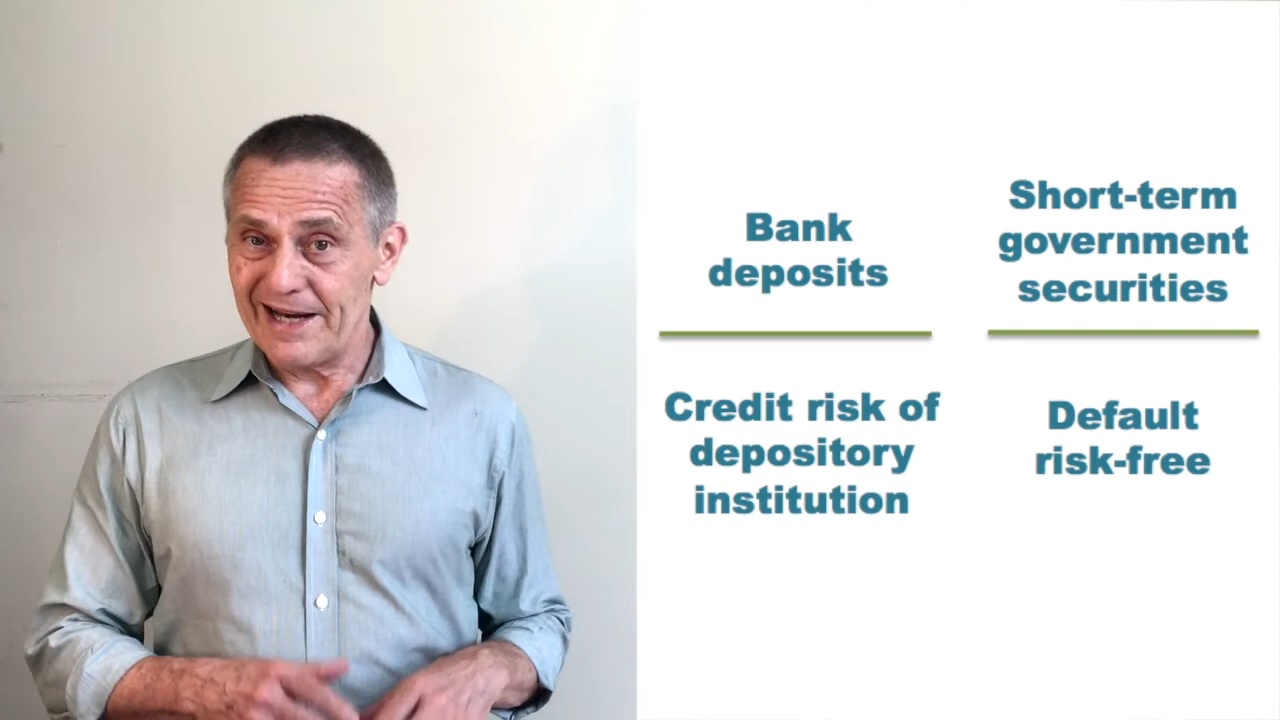 Bank
deposits
Credit risk of
depository
institution
Short-term
government
securities
Default
risk-free